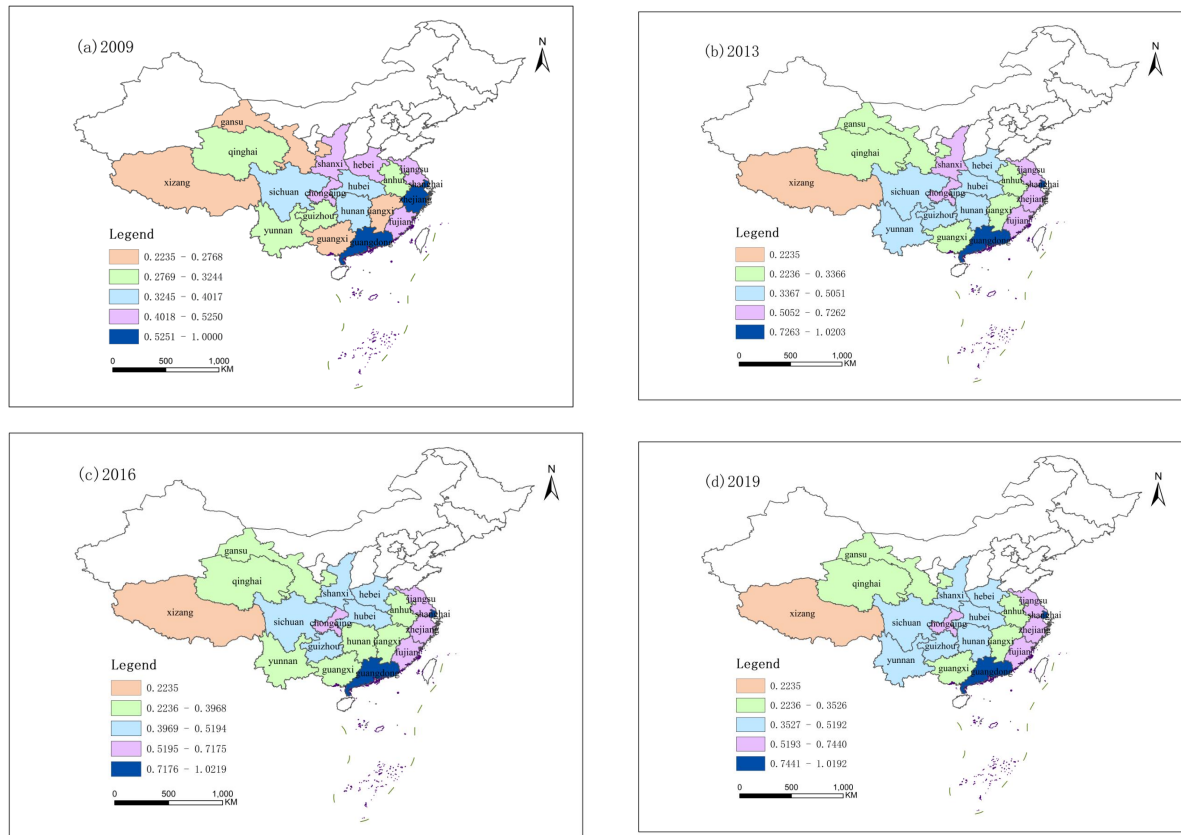 (a)2009
N
gansu
qinghai
shanxi
hebei
jiangsu
xizang
anhui
shanghai
sichuan
chongqing
hubei
zhejiang
guizhou
hunan
jiangxi
yunnan
fujian
guangxi
guangdong
Legend
0.2235 - 0.2768
0.2769 - 0.3244
0.3245 - 0.4017
0.4018 - 0.5250
0.5251 - 1.0000
0 500 1,000
KM
(b)2013
N
gansu
qinghai
shanxi
hebei
jiangsu
xizang
anhui
shanghai
sichuan
chongqing
hubei
zhejiang
guizhou
hunan
jiangxi
yunnan
fujian
guangxi
guangdong
Legend
0.2235
0.2236 - 0.3366
0.3367 - 0.5051
0.5052 - 0.7262
0.7263 - 1.0203
0 500 1,000
KM
(c)2016
N
gansu
qinghai
shanxi
hebei
jiangsu
xizang
anhui
shanghai
sichuan
chongqing
hubei
zhejiang
guizhou
hunan
jiangxi
yunnan
fujian
guangxi
guangdong
Legend
0.2235
0.2236 - 0.3968
0.3969 - 0.5194
0.5195 - 0.7175
0.7176 - 1.0219
0 500 1,000
KM
(d)2019
N
gansu
qinghai
shanxi
hebei
jiangsu
xizang
anhui
shanghai
sichuan
chongqing
hubei
zhejiang
guizhou
hunan
jiangxi
yunnan
fujian
guangxi
guangdong
Legend
0.2235
0.2236 - 0.3526
0.3527 - 0.5192
0.5193 - 0.7440
0.7441 - 1.0192
0 500 1,000
KM